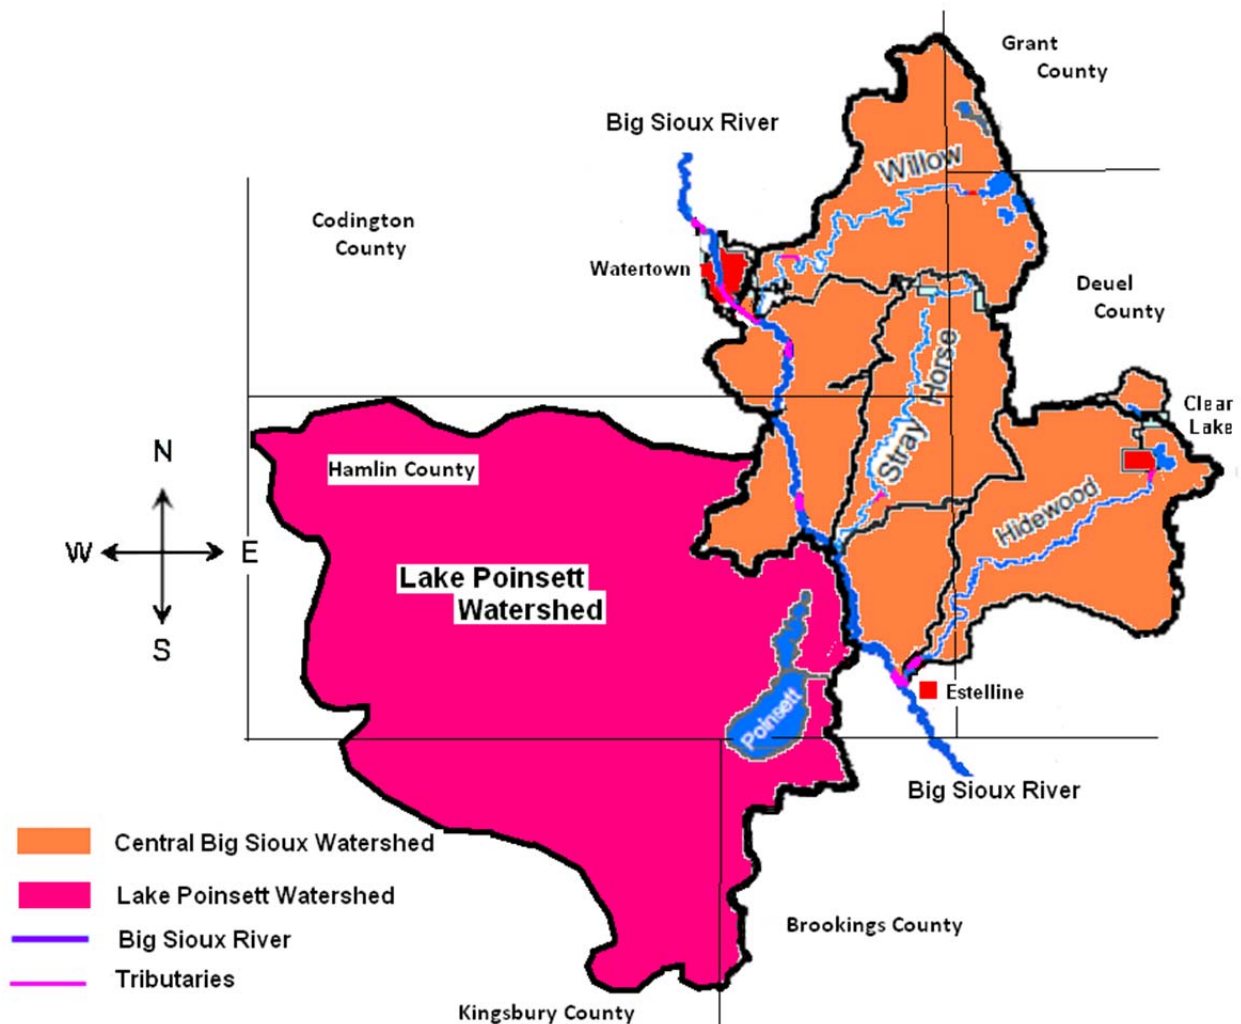 Grant
County
Big Sioux River
Willow
Codington
County
Watertown
Deuel
County
Horse
Stray
Clear
Lake
N
Hamlin County
Hidewood
W
E
Lake Poinsett
Watershed
S
Estelline
Poinsett
Big Sioux River
Central Big Sioux Watershed
Lake Poinsett Watershed
Big Sioux River
Tributaries
Brookings County
Kingsbury County